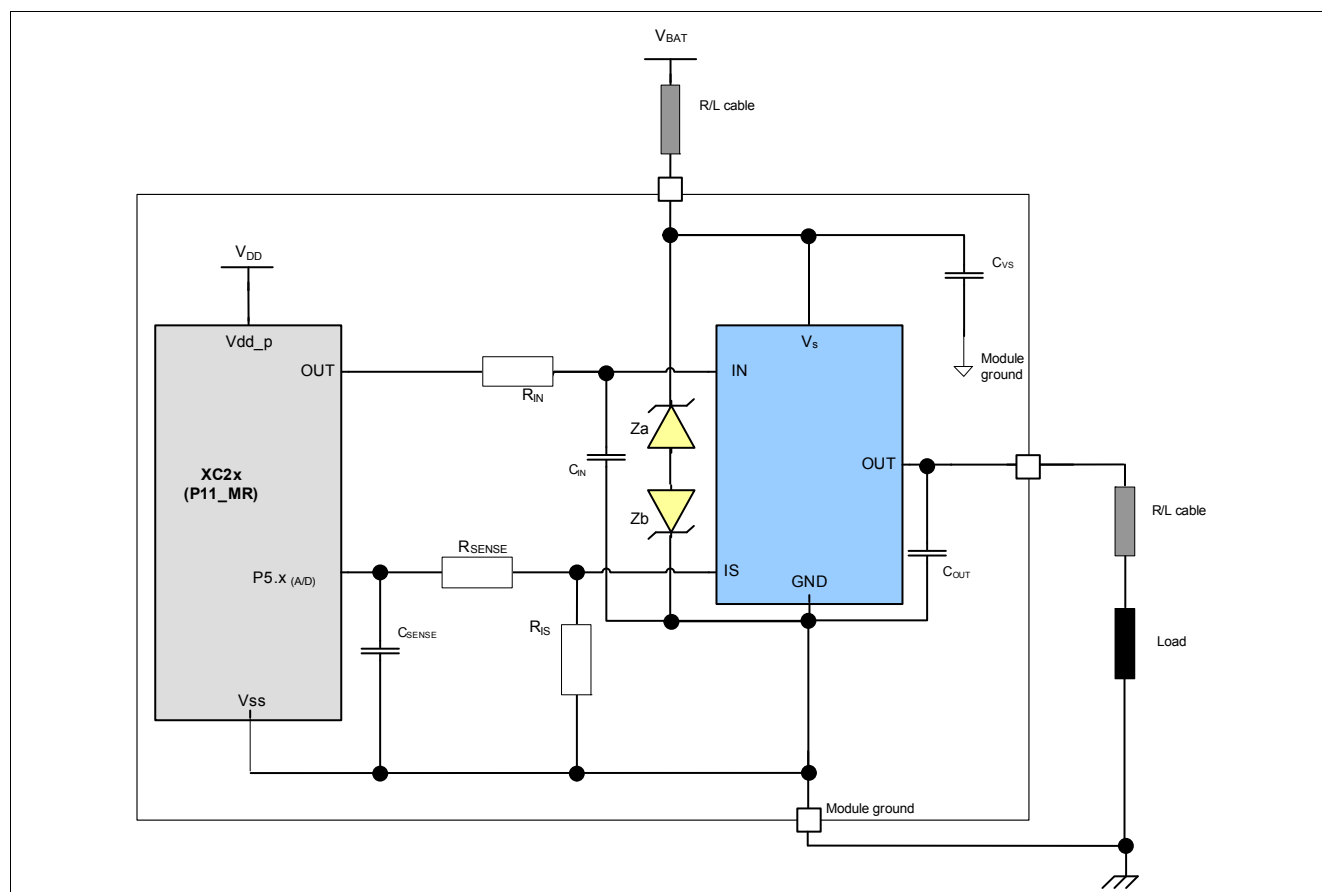 VBAT
R/L cable
VDD
CVS
Vdd_p
Vs
Module
ground
OUT
IN
RIN
Za
CIN
OUT
XC2x
(P11_MR)
Zb
R/L cable
RSENSE
P5.x (A/D)
IS
GND
COUT
CSENSE
RIS
Load
Vss
Module ground